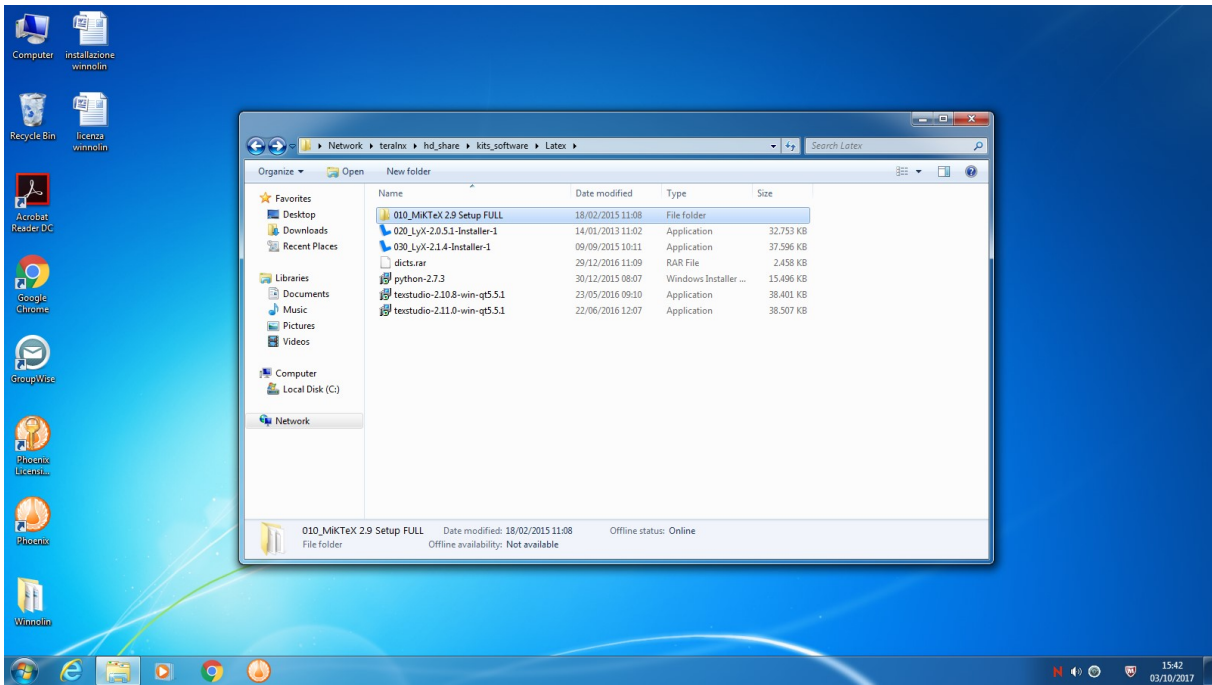 Computer
installazione
winnolin
Recycle Bin
licenza
winnolin
Acrobat
Reader DC
Google
Chrome
GroupWise
Phoenix
Licensi...
Phoenix
Winnolin
Network teralnx hd_share kits_software Latex
Search Latex
Organize Open New folder
Favorites
Desktop
Downloads
Recent Places
Libraries
Documents
Music
Pictures
Videos
Computer
Local Disk (C:)
Network
Name Date modified Type Size
010_MiKTeX 2.9 Setup FULL 18/02/2015 11:08 File folder
020_LyX-2.0.5.1-Installer-1 14/01/2013 11:02 Application 32.753 KB
030_LyX-2.1.4-Installer-1 09/09/2015 10:11 Application 37.596 KB
dicts.rar 29/12/2016 11:09 RAR File 2.458 KB
python-2.7.3 30/12/2015 08:07 Windows Installer ... 15.496 KB
texstudio-2.10.8-win-qt5.5.1 23/05/2016 09:10 Application 38.401 KB
texstudio-2.11.0-win-qt5.5.1 22/06/2016 12:07 Application 38.507 KB
010_MiKTeX 2.9 Setup FULL Date modified: 18/02/2015 11:08 Offline status: Online
File folder Offline availability: Not available
15:42
03/10/2017